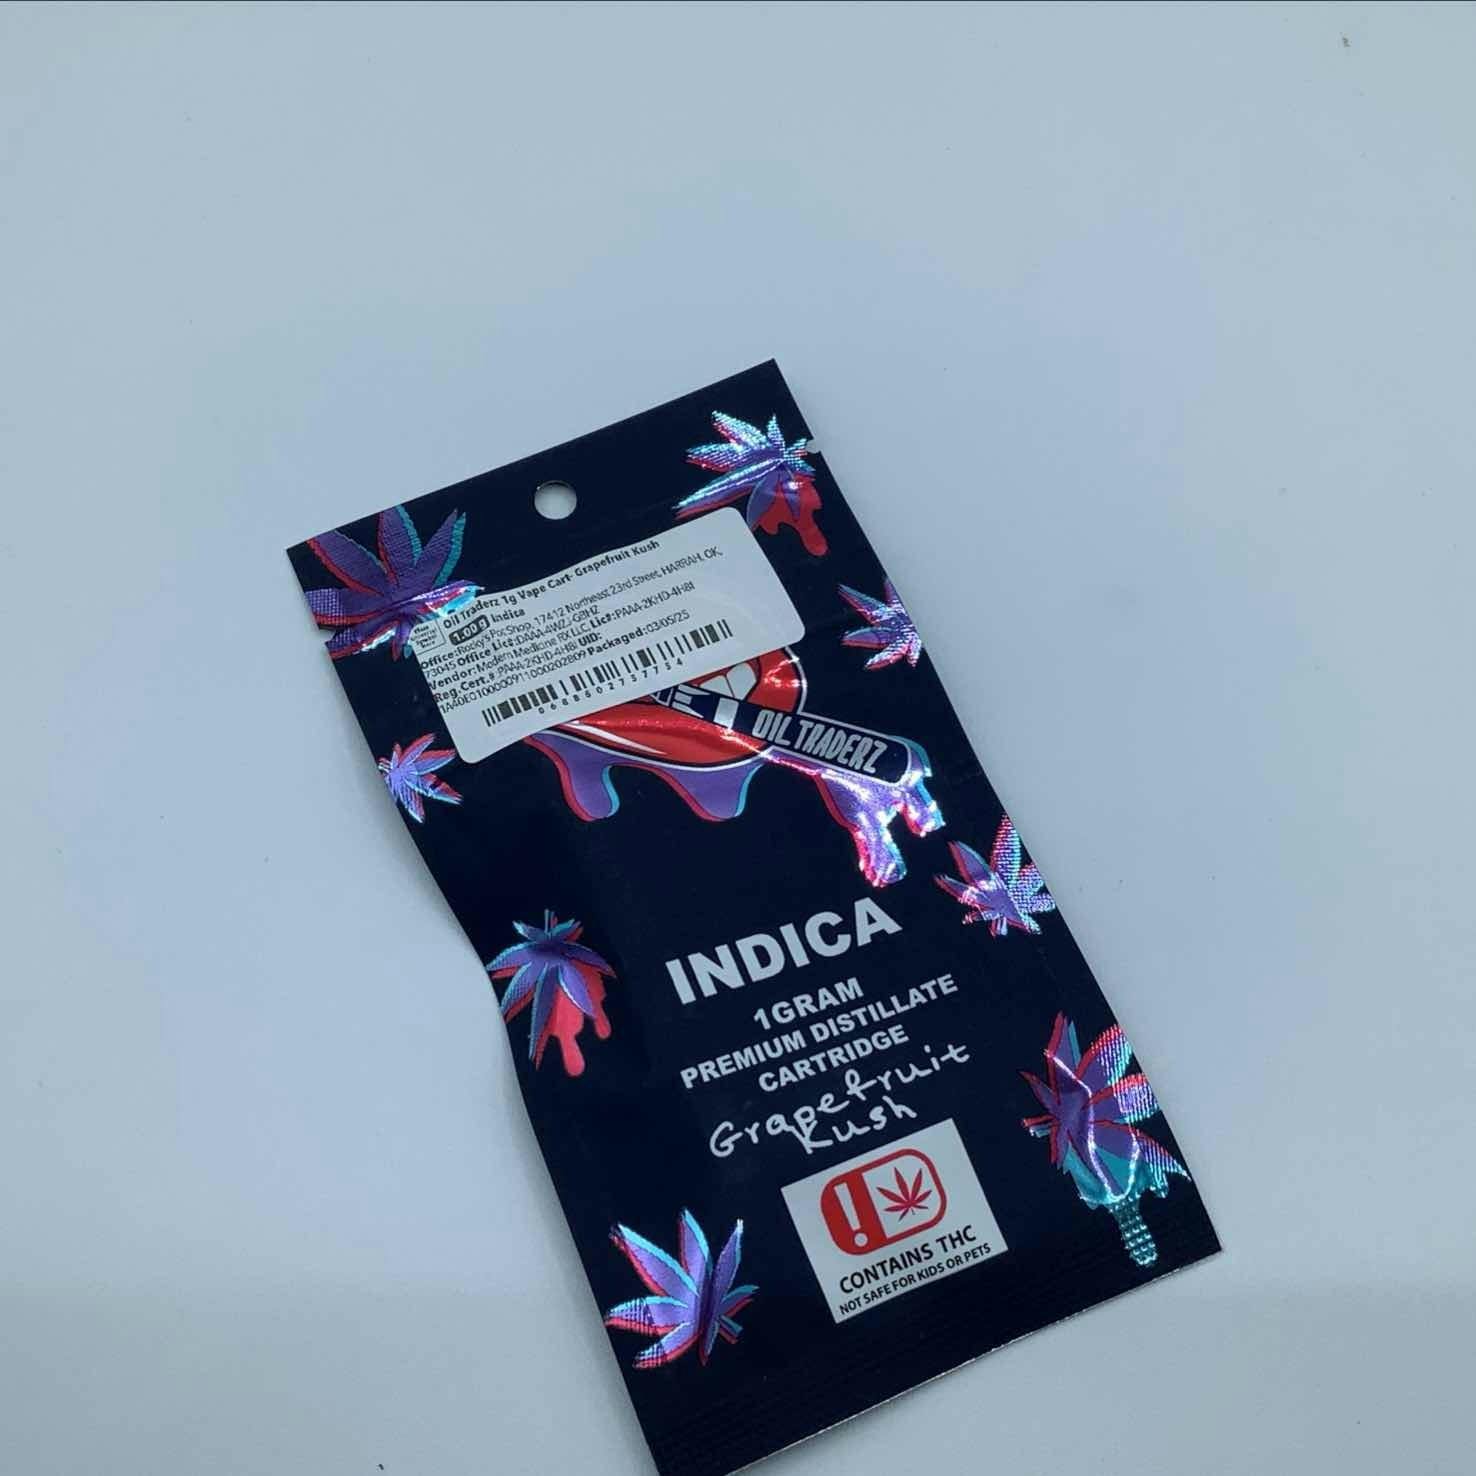 Oil Traderz 1g Vape Cart- Grapefruit Kush
1.00 g Indica
Office:Rocky's Pot Shop, 17412 Northeast 23rd Street, HARRAH, OK,
73045 Office Lic#:DAAA-4WZJ-GBHZ
Vendor:Modern Medicine RX LLC, Lic#:PAAA-2KHD-4H8I
Reg. Cert.#:PAAA-2KHD-4H8I UID:
1A40E0100000911000202809 Packaged:03/05/25
068860273775 4
OIL TRADERZ
INDICA
1GRAM
PREMIUM DISTILLATE
CARTRIDGE
Grapefruit
Kush
!
CONTAINS THC
NOT SAFE FOR KIDS OR PETS